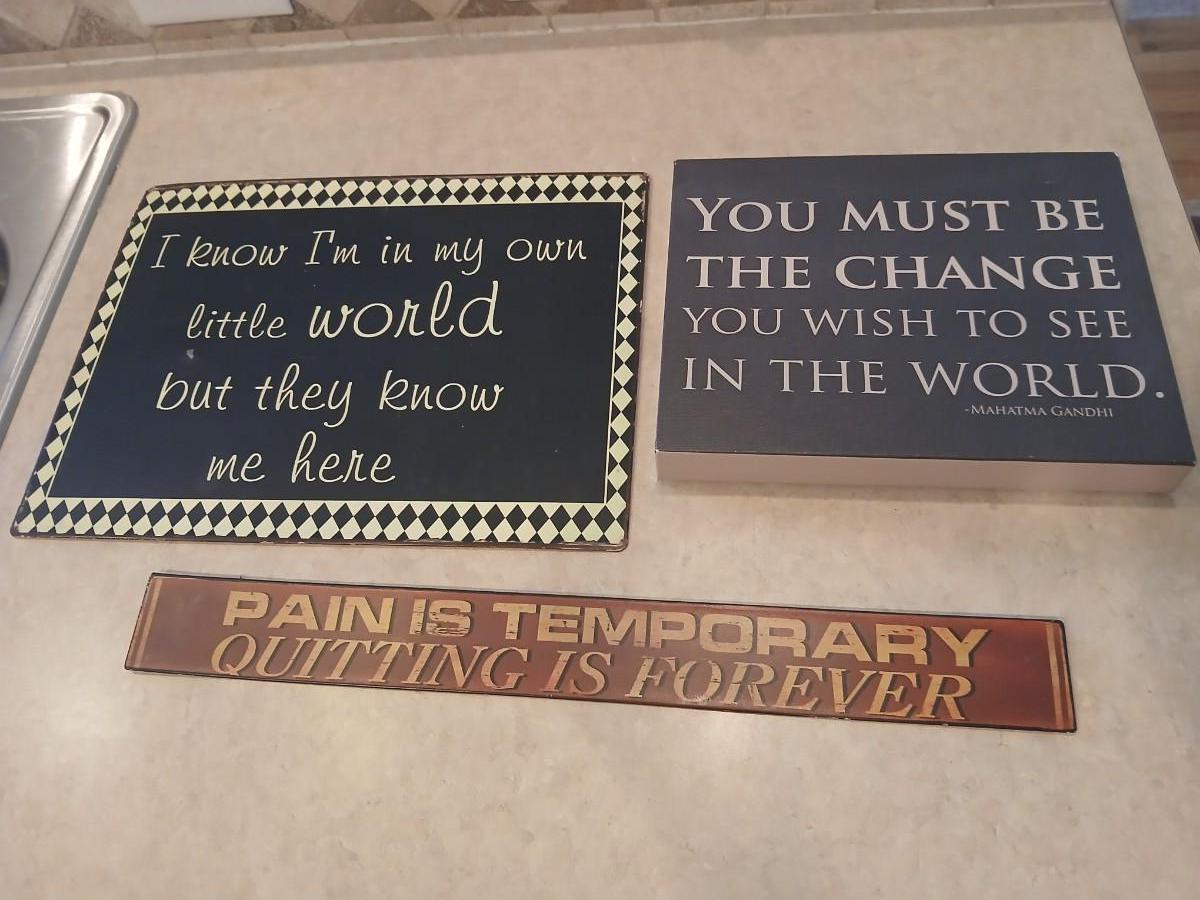 I know I'm in my own
little world
but they know
me here
YOU MUST BE
THE CHANGE
YOU WISH TO SEE
IN THE WORLD.
-MAHATMA GANDHI
PAIN IS TEMPORARY
QUITTING IS FOREVER